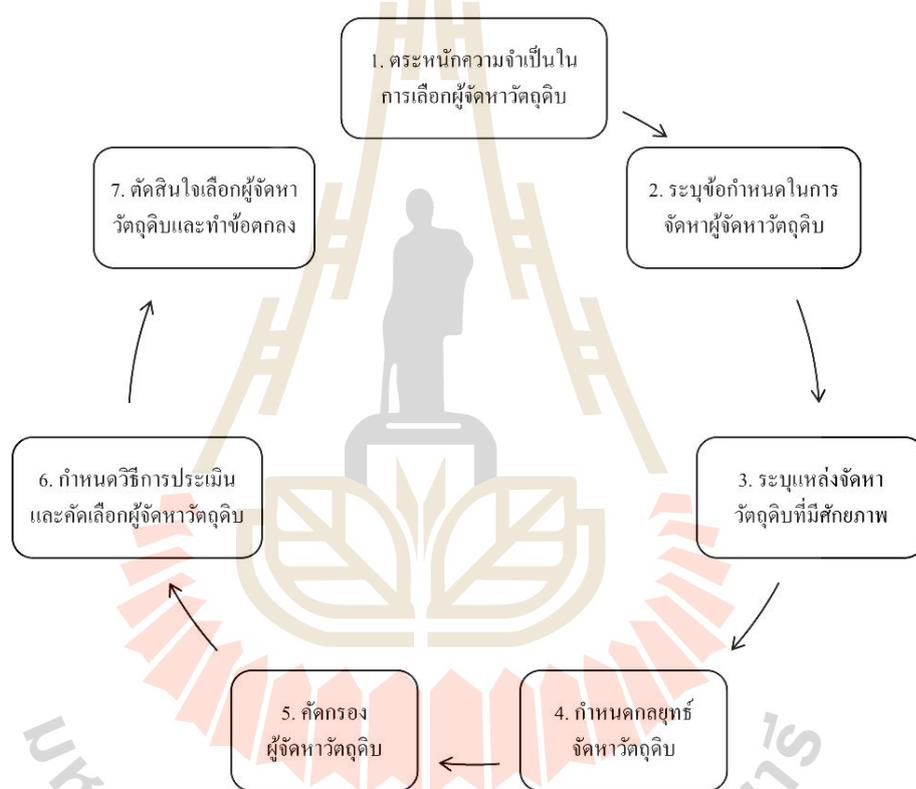 1. ตระหนักความจำเป็นใน
การเลือกผู้จัดหาวัตถุดิบ
2. ระบุข้อกำหนดในการ
จัดหาผู้จัดหาวัตถุดิบ
3. ระบุแหล่งจัดหา
วัตถุดิบที่มีศักยภาพ
4. กำหนดกลยุทธ์
จัดหาวัตถุดิบ
5. คัดกรอง
ผู้จัดหาวัตถุดิบ
6. กำหนดวิธีการประเมิน
และคัดเลือกผู้จัดหาวัตถุดิบ
7. ตัดสินใจเลือกผู้จัดหา
วัตถุดิบและทำข้อตกลง